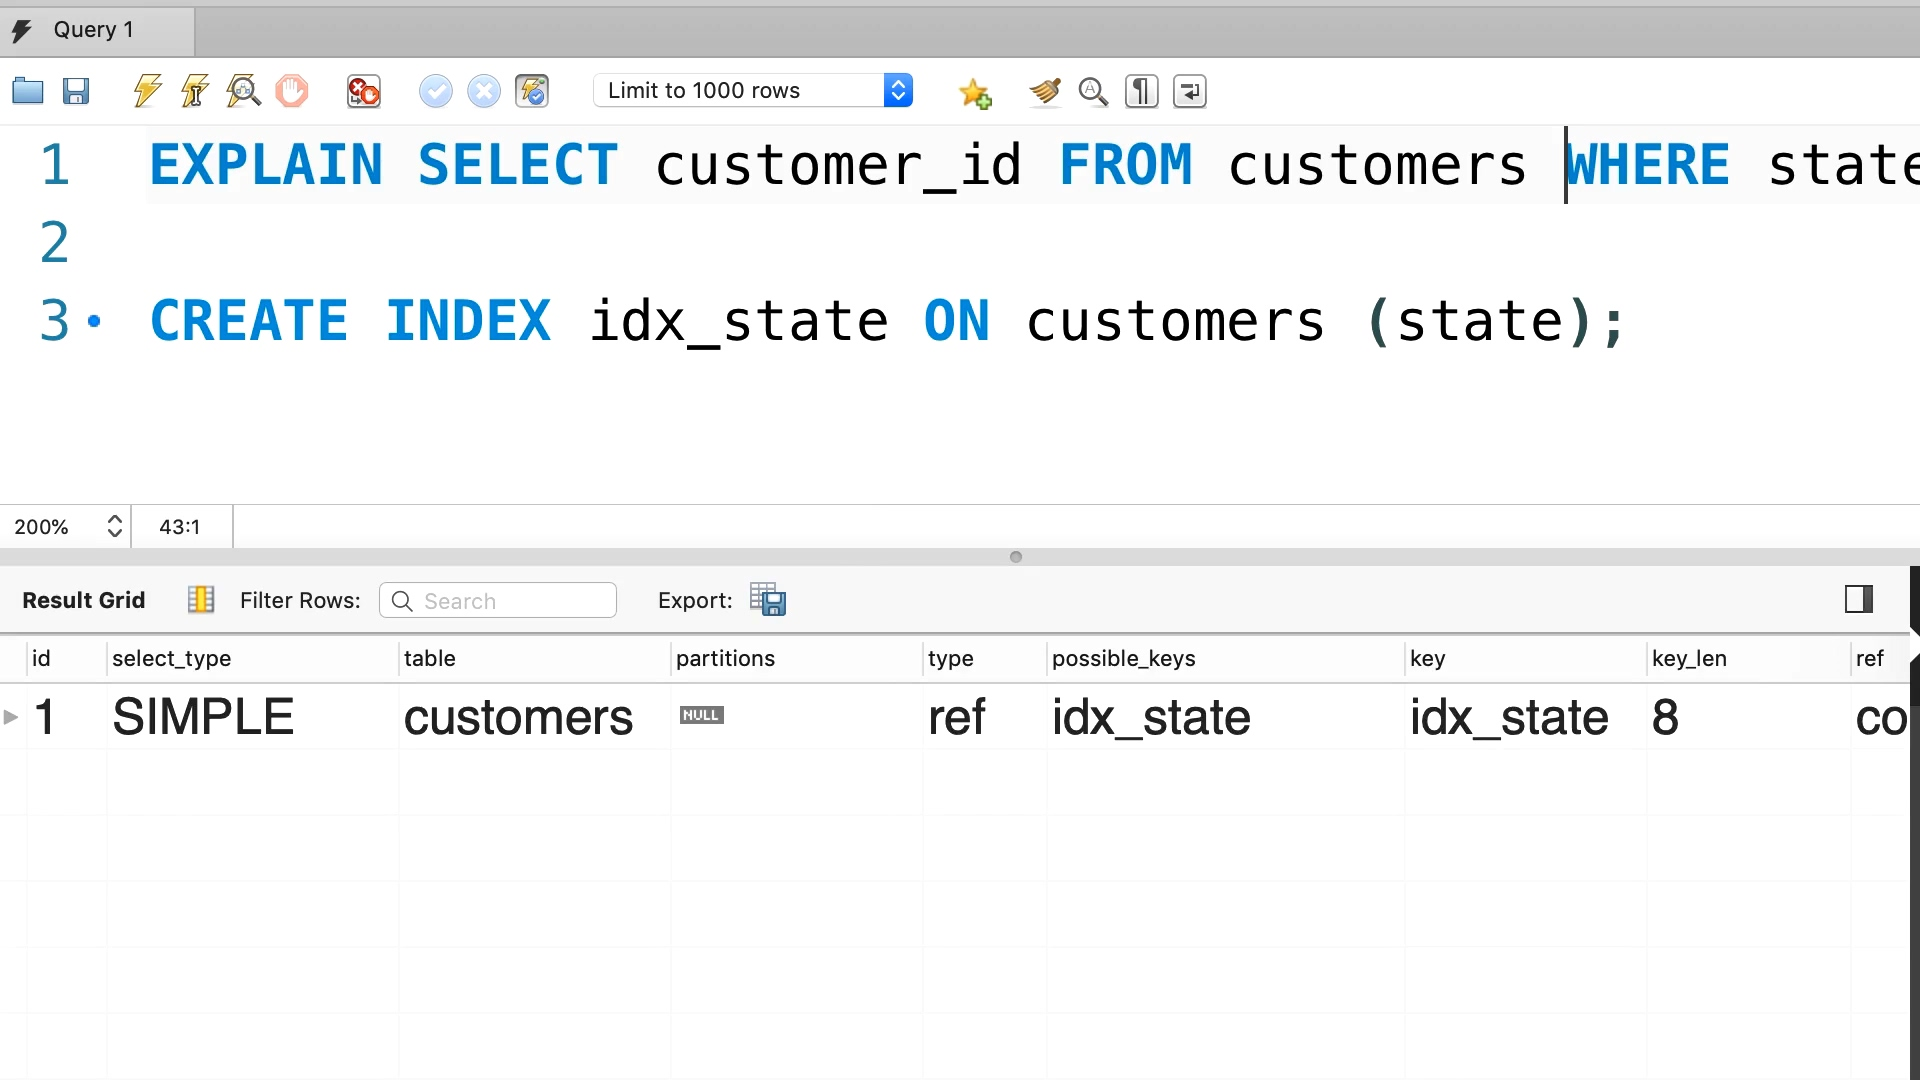 Query 1
Limit to 1000 rows
1 EXPLAIN SELECT customer_id FROM customers WHERE state
2
3 CREATE INDEX idx_state ON customers (state);
200% 43:1
Result Grid Filter Rows: Search Export:
id select_type table partitions type possible_keys key key_len ref
1 SIMPLE customers NULL ref idx_state idx_state 8 co